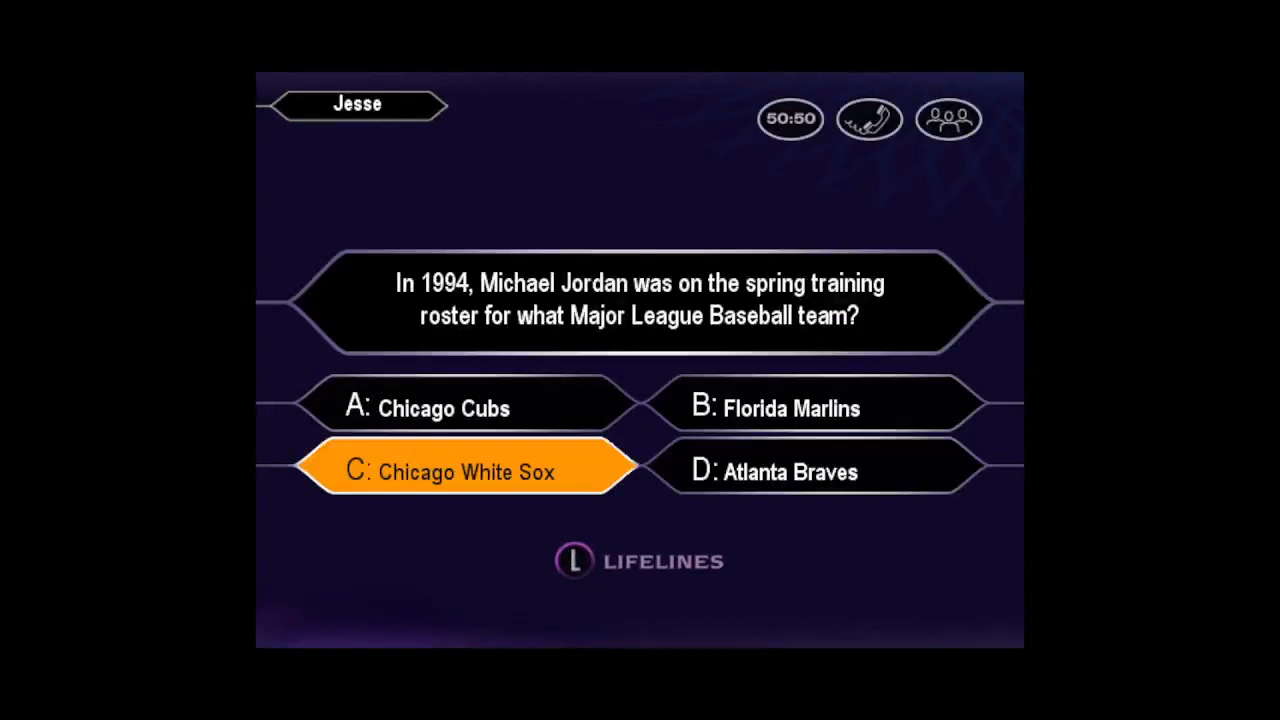 Jesse
50:50
In 1994, Michael Jordan was on the spring training
roster for what Major League Baseball team?
A: Chicago Cubs
B: Florida Marlins
C: Chicago White Sox
D: Atlanta Braves
L LIFELINES